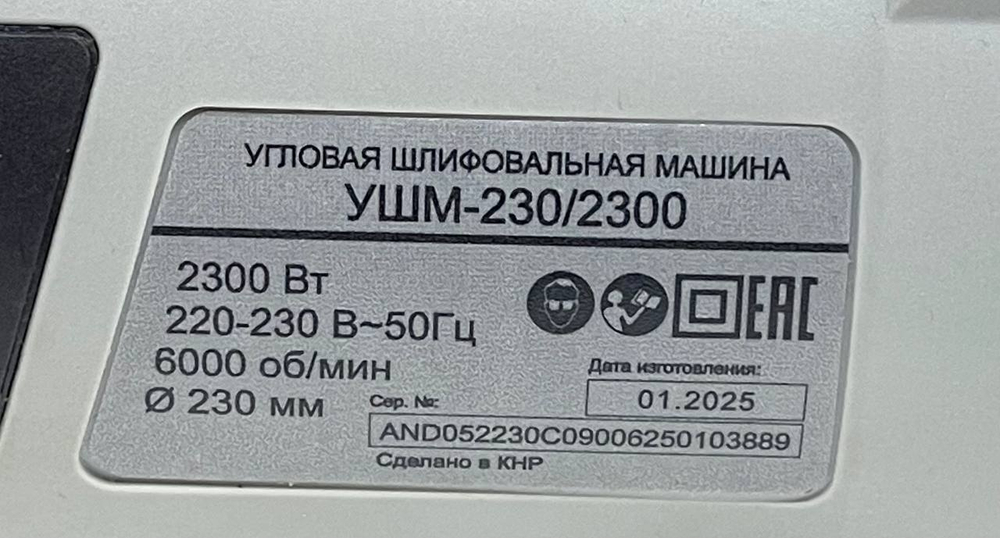 УГЛОВАЯ ШЛИФОВАЛЬНАЯ МАШИНА
УШМ-230/2300
2300 Вт
220-230 В~50Гц
6000 об/мин
Ø 230 мм
EAC
Дата изготовления:
01.2025
Сер. №:
AND052230C09006250103889
Сделано в КНР